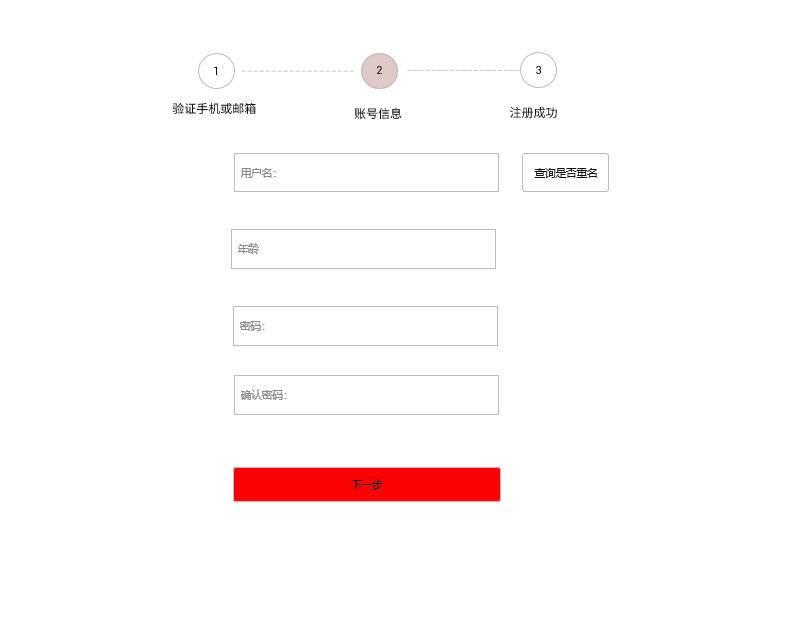 1
2
3
验证手机或邮箱
账号信息
注册成功
用户名：
查询是否重名
年龄
密码：
确认密码：
下一步